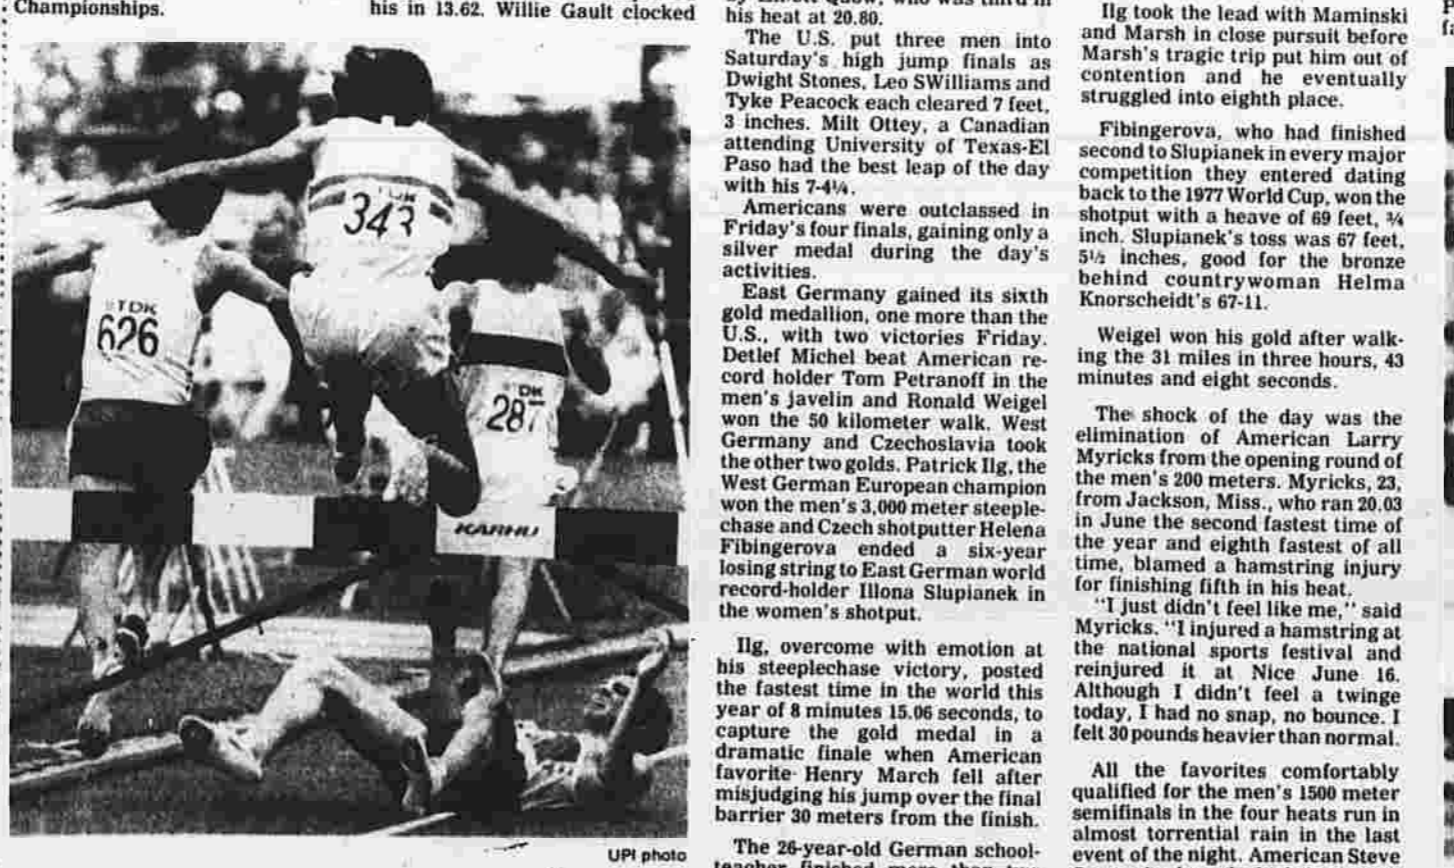 Championships.
his in 13.62. Willie Gault clocked
TDK
343
TDK
626
TDK
287
KARHU
UPI photo
his heat at 20.80.
The U.S. put three men into
Saturday's high jump finals as
Dwight Stones, Leo SWilliams and
Tyke Peacock each cleared 7 feet,
3 inches. Milt Ottey, a Canadian
attending University of Texas-El
Paso had the best leap of the day
with his 7-4¼.
Americans were outclassed in
Friday's four finals, gaining only a
silver medal during the day's
activities.
East Germany gained its sixth
gold medallion, one more than the
U.S., with two victories Friday.
Detlef Michel beat American re-
cord holder Tom Petranoff in the
men's javelin and Ronald Weigel
won the 50 kilometer walk. West
Germany and Czechoslavia took
the other two golds. Patrick Ilg, the
West German European champion
won the men's 3,000 meter steeple-
chase and Czech shotputter Helena
Fibingerova ended a six-year
losing string to East German world
record-holder Illona Slupianek in
the women's shotput.
Ilg, overcome with emotion at
his steeplechase victory, posted
the fastest time in the world this
year of 8 minutes 15.06 seconds, to
capture the gold medal in a
dramatic finale when American
favorite Henry March fell after
misjudging his jump over the final
barrier 30 meters from the finish.
The 26-year-old German school-
Ilg took the lead with Maminski
and Marsh in close pursuit before
Marsh's tragic trip put him out of
contention and he eventually
struggled into eighth place.
Fibingerova, who had finished
second to Slupianek in every major
competition they entered dating
back to the 1977 World Cup, won the
shotput with a heave of 69 feet, ¾
inch. Slupianek's toss was 67 feet,
5½ inches, good for the bronze
behind countrywoman Helma
Knorscheidt's 67-11.
Weigel won his gold after walk-
ing the 31 miles in three hours, 43
minutes and eight seconds.
The shock of the day was the
elimination of American Larry
Myricks from the opening round of
the men's 200 meters. Myricks, 23,
from Jackson, Miss., who ran 20.03
in June the second fastest time of
the year and eighth fastest of all
time, blamed a hamstring injury
for finishing fifth in his heat.
"I just didn't feel like me," said
Myricks. "I injured a hamstring at
the national sports festival and
reinjured it at Nice June 16.
Although I didn't feel a twinge
today, I had no snap, no bounce. I
felt 30 pounds heavier than normal.
All the favorites comfortably
qualified for the men's 1500 meter
semifinals in the four heats run in
almost torrential rain in the last
event of the night. American Steve